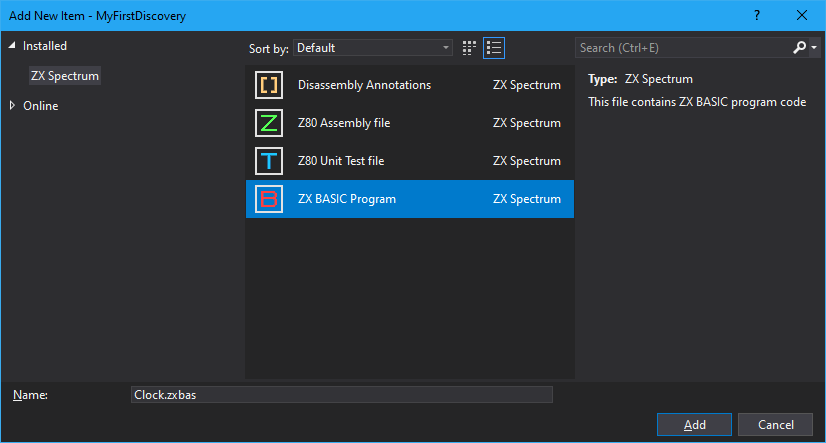 Add New Item - MyFirstDiscovery ?
Installed
ZX Spectrum
Online
Sort by: Default
Search (Ctrl+E)
Disassembly Annotations ZX Spectrum
Z80 Assembly file ZX Spectrum
Z80 Unit Test file ZX Spectrum
ZX BASIC Program ZX Spectrum
Type: ZX Spectrum
This file contains ZX BASIC program code
Name: Clock.zxbas
Add Cancel